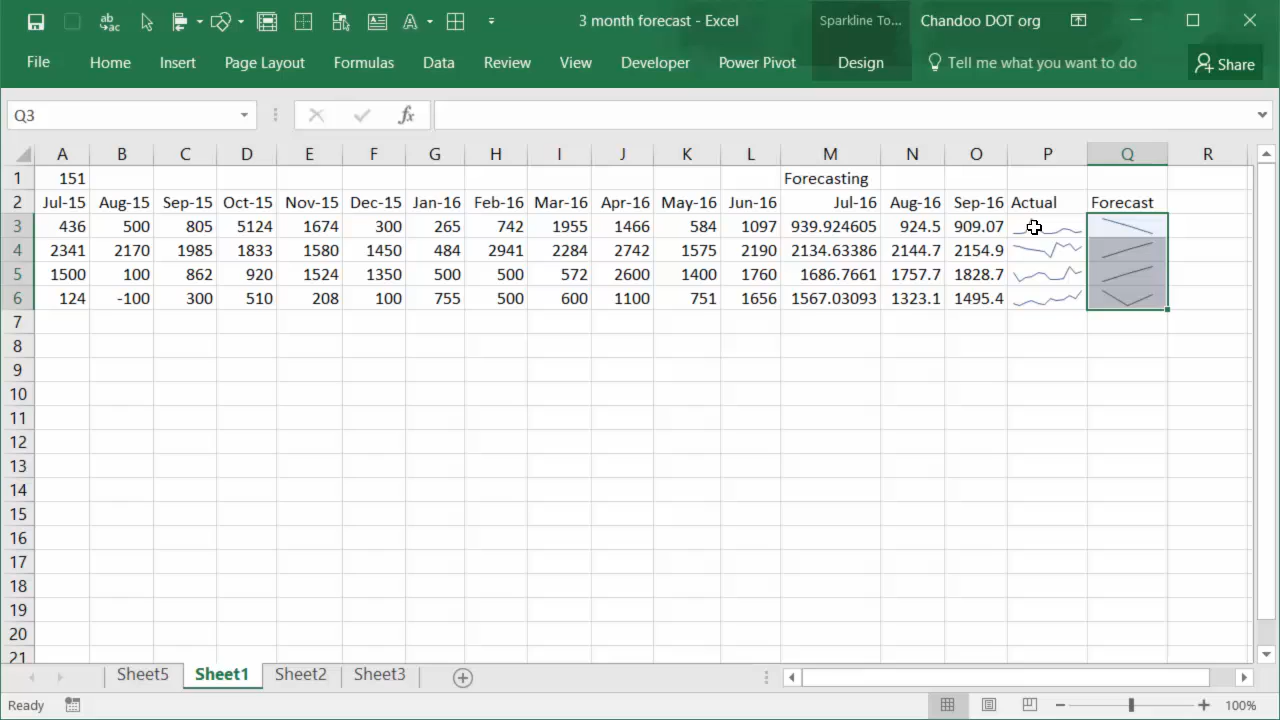 ab
ac
A
3 month forecast - Excel
Sparkline To...
Chandoo DOT org
File Home Insert Page Layout Formulas Data Review View Developer Power Pivot Design Tell me what you want to do Share
Q3 fx
A B C D E F G H I J K L M N O P Q R
1 151 Forecasting
2 Jul-15 Aug-15 Sep-15 Oct-15 Nov-15 Dec-15 Jan-16 Feb-16 Mar-16 Apr-16 May-16 Jun-16 Jul-16 Aug-16 Sep-16 Actual Forecast
3 436 500 805 5124 1674 300 265 742 1955 1466 584 1097 939.924605 924.5 909.07
4 2341 2170 1985 1833 1580 1450 484 2941 2284 2742 1575 2190 2134.63386 2144.7 2154.9
5 1500 100 862 920 1524 1350 500 500 572 2600 1400 1760 1686.7661 1757.7 1828.7
6 124 -100 300 510 208 100 755 500 600 1100 751 1656 1567.03093 1323.1 1495.4
7
8
9
10
11
12
13
14
15
16
17
18
19
20
21
Sheet5 Sheet1 Sheet2 Sheet3
Ready 100%